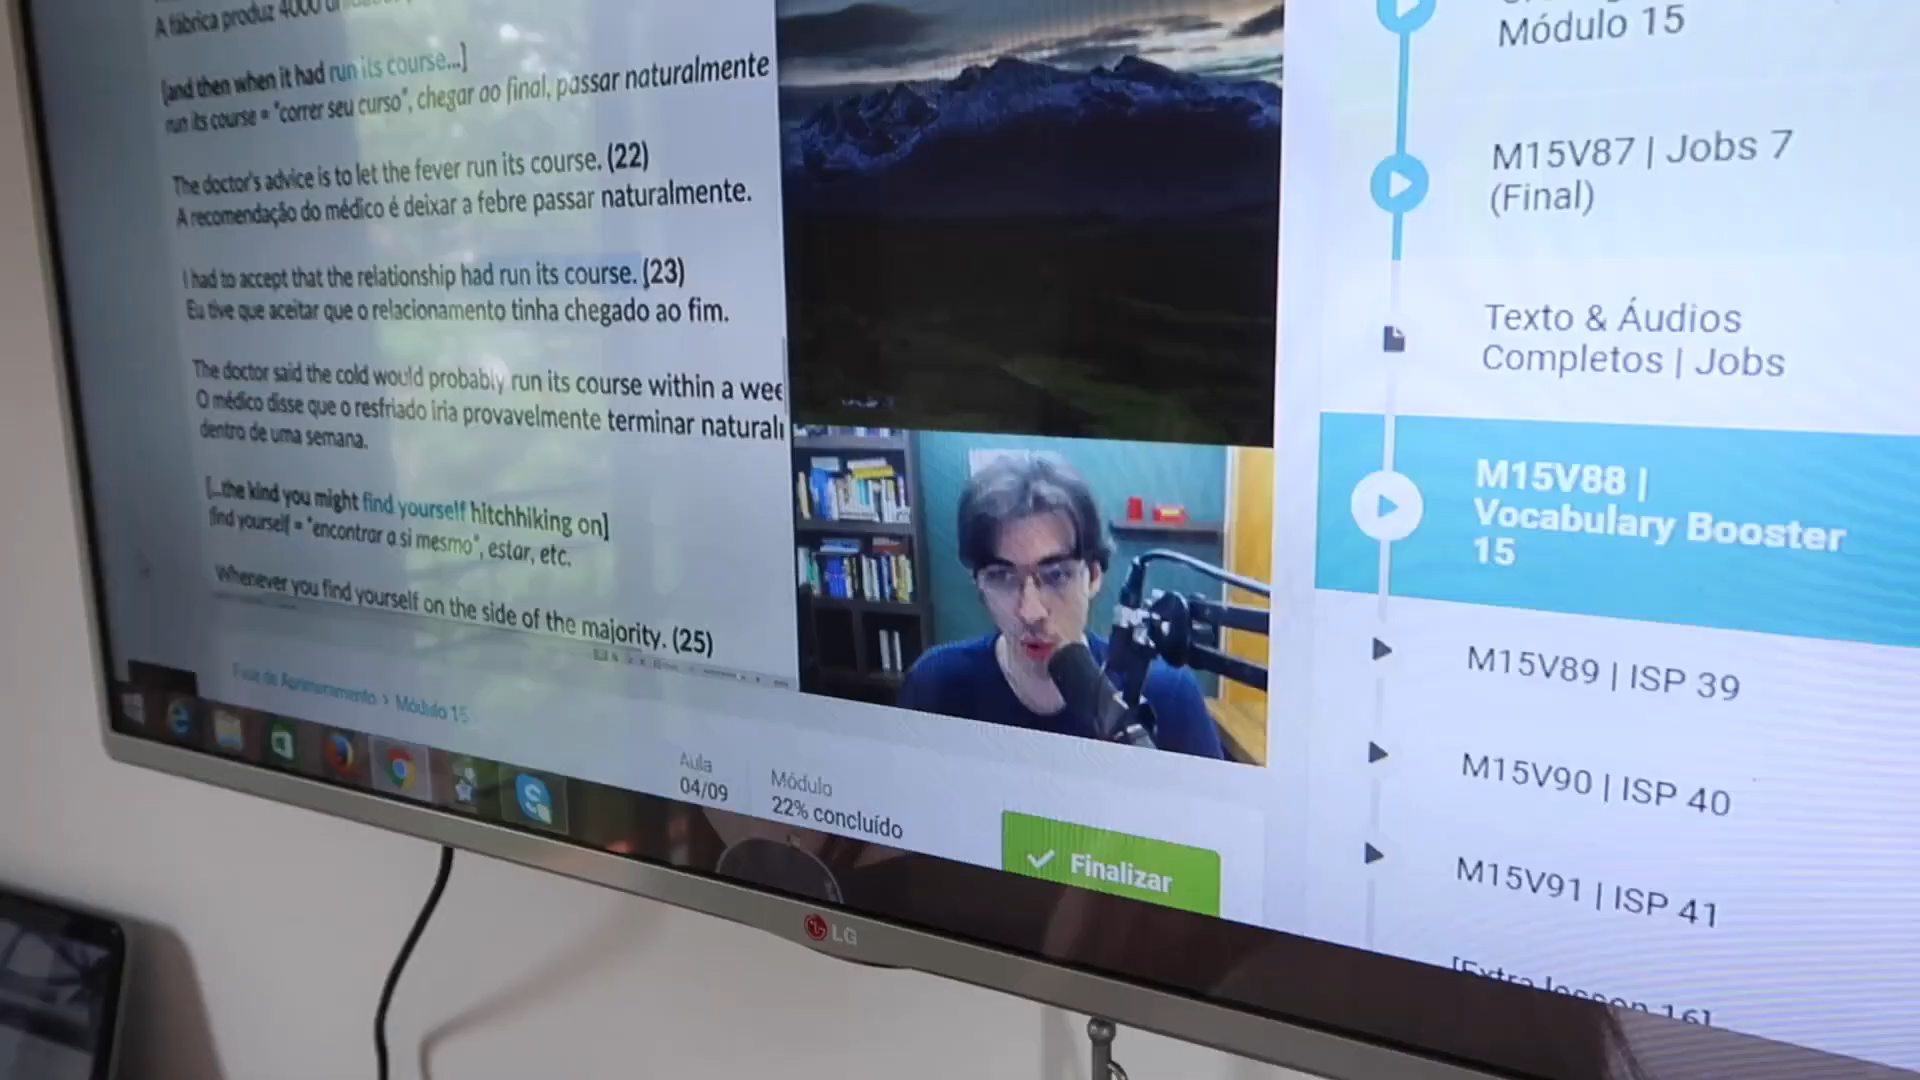 A fábrica produz 4000
[and then when it had run its course...]
run its course = "correr seu curso", chegar ao final, passar naturalmente
The doctor's advice is to let the fever run its course. (22)
A recomendação do médico é deixar a febre passar naturalmente.
I had to accept that the relationship had run its course. (23)
Eu tive que aceitar que o relacionamento tinha chegado ao fim.
The doctor said the cold would probably run its course within a wee
O médico disse que o resfriado iria provavelmente terminar natural
dentro de uma semana.
[...the kind you might find yourself hitchhiking on]
find yourself = "encontrar a si mesmo", estar, etc.
Whenever you find yourself on the side of the majority. (25)
Fase de Aprimoramento > Módulo 15
Aula
04/09
Módulo
22% concluído
Finalizar
Módulo 15
M15V87 | Jobs 7
(Final)
Texto & Áudios
Completos | Jobs
M15V88 |
Vocabulary Booster
15
M15V89 | ISP 39
M15V90 | ISP 40
M15V91 | ISP 41
[Extra lesson 16]
LG